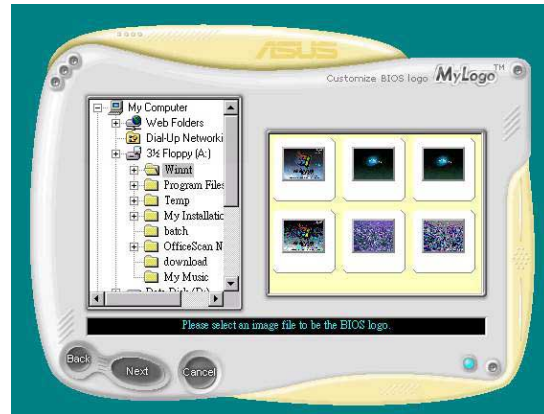 ASUS
Customize BIOS logo MyLogo™
My Computer
Web Folders
Dial-Up Networki
3½ Floppy (A:)
Winnt
Program Files
Temp
My Installatic
batch
OfficeScan N
download
My Music
Data Disk (D:)
Please select an image file to be the BIOS logo.
Back
Next
Cancel